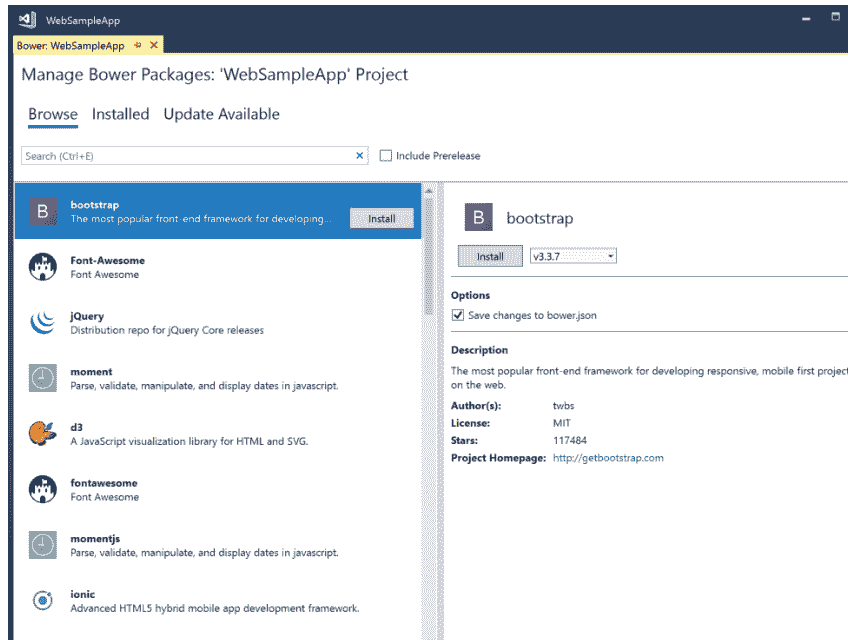 WebSampleApp
Bower: WebSampleApp
Manage Bower Packages: 'WebSampleApp' Project
Browse Installed Update Available
Search (Ctrl+E)
Include Prerelease
B
bootstrap
The most popular front-end framework for developing...
Install
Font-Awesome
Font Awesome
jQuery
Distribution repo for jQuery Core releases
moment
Parse, validate, manipulate, and display dates in javascript.
d3
A JavaScript visualization library for HTML and SVG.
fontawesome
Font Awesome
momentjs
Parse, validate, manipulate, and display dates in javascript.
ionic
Advanced HTML5 hybrid mobile app development framework.
B bootstrap
Install v3.3.7
Options
Save changes to bower.json
Description
The most popular front-end framework for developing responsive, mobile first project
on the web.
Author(s): twbs
License: MIT
Stars: 117484
Project Homepage: http://getbootstrap.com